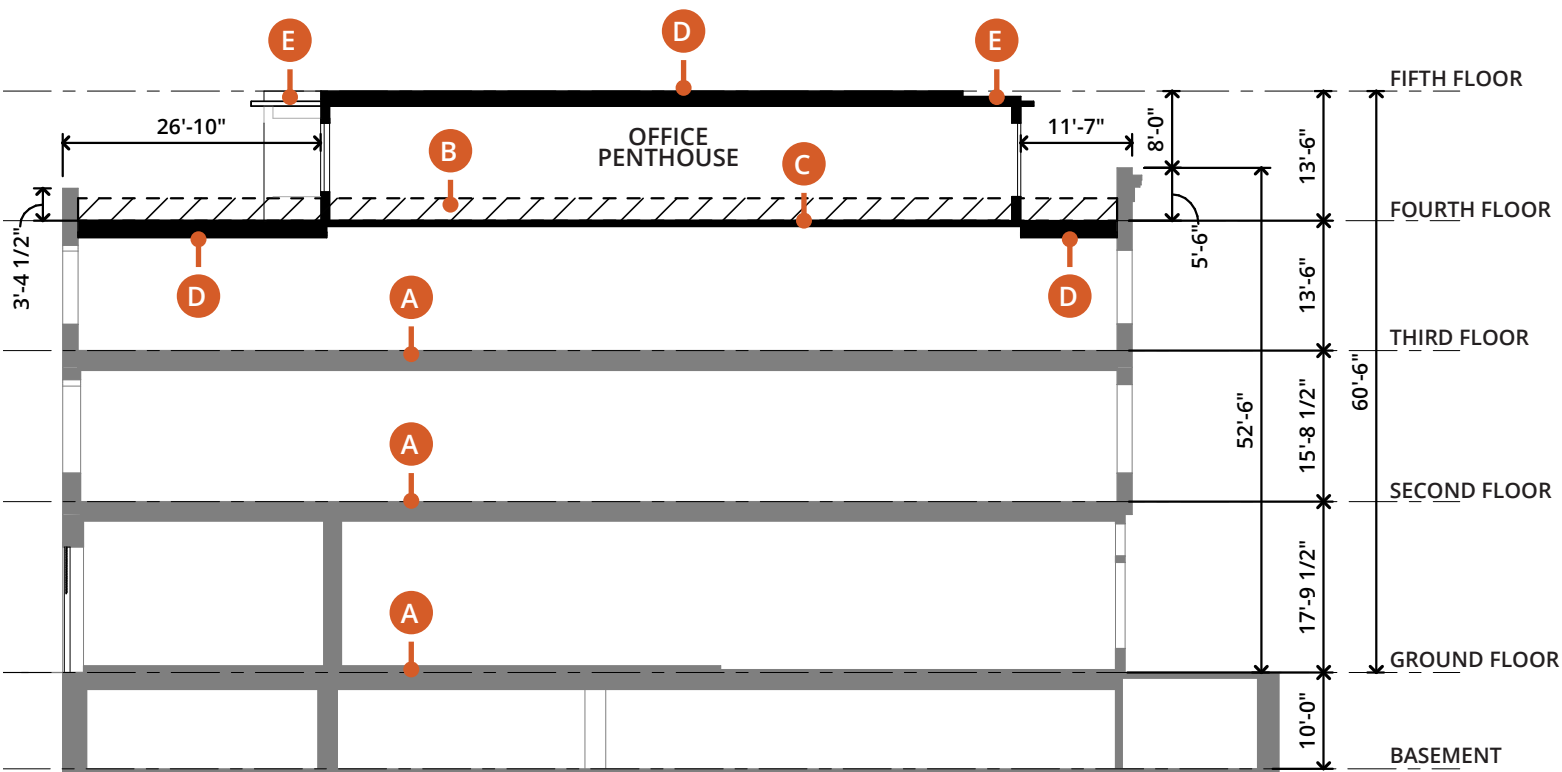 E
D
E
FIFTH FLOOR
26'-10"
OFFICE
PENTHOUSE
11'-7"
8'-0"
13'-6"
B
C
FOURTH FLOOR
3'-4 1/2"
5'-6"
D
A
D
13'-6"
THIRD FLOOR
60'-6"
52'-6"
15'-8 1/2"
A
SECOND FLOOR
17'-9 1/2"
A
GROUND FLOOR
10'-0"
BASEMENT